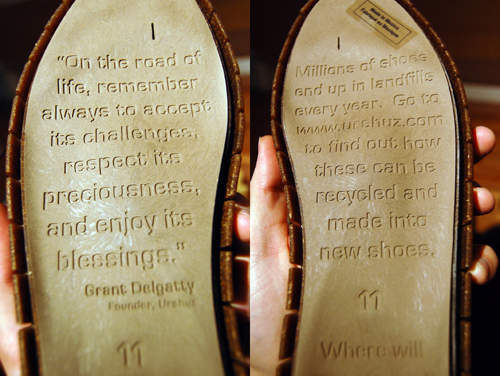 "On the road of
life, remember
always to accept
its challenges,
respect its
preciousness,
and enjoy its
blessings."
Grant Delgatty
Founder, Urshuz
11
Millions of shoes
end up in landfills
every year. Go to
www.urshuz.com
to find out how
these can be
recycled and
made into
new shoes.
11
Where will